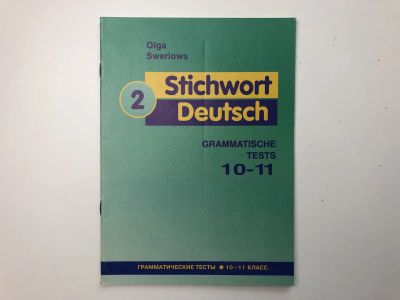 Olga
Swerlowa
2
Stichwort
Deutsch
GRAMMATISCHE
TESTS
10-11
ГРАММАТИЧЕСКИЕ ТЕСТЫ ● 10—11 КЛАСС